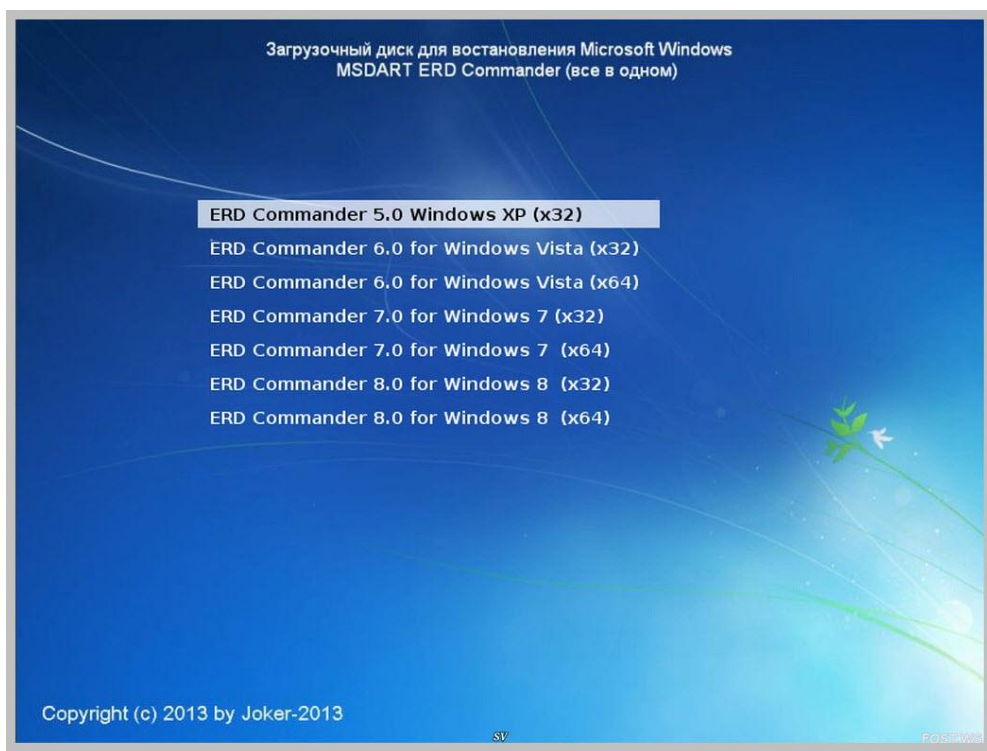 Загрузочный диск для востановления Microsoft Windows
MSDART ERD Commander (все в одном)
ERD Commander 5.0 Windows XP (x32)
ERD Commander 6.0 for Windows Vista (x32)
ERD Commander 6.0 for Windows Vista (x64)
ERD Commander 7.0 for Windows 7 (x32)
ERD Commander 7.0 for Windows 7 (x64)
ERD Commander 8.0 for Windows 8 (x32)
ERD Commander 8.0 for Windows 8 (x64)
Copyright (c) 2013 by Joker-2013
SV